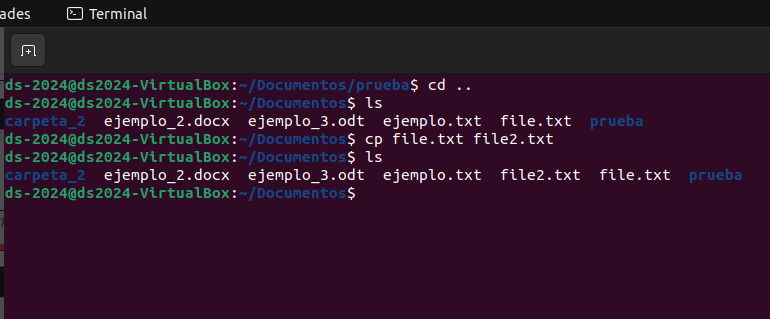 ades Terminal
ds-2024@ds2024-VirtualBox:~/Documentos/prueba$ cd ..
ds-2024@ds2024-VirtualBox:~/Documentos$ ls
carpeta_2  ejemplo_2.docx  ejemplo_3.odt  ejemplo.txt  file.txt  prueba
ds-2024@ds2024-VirtualBox:~/Documentos$ cp file.txt file2.txt
ds-2024@ds2024-VirtualBox:~/Documentos$ ls
carpeta_2  ejemplo_2.docx  ejemplo_3.odt  ejemplo.txt  file2.txt  file.txt  prueba
ds-2024@ds2024-VirtualBox:~/Documentos$